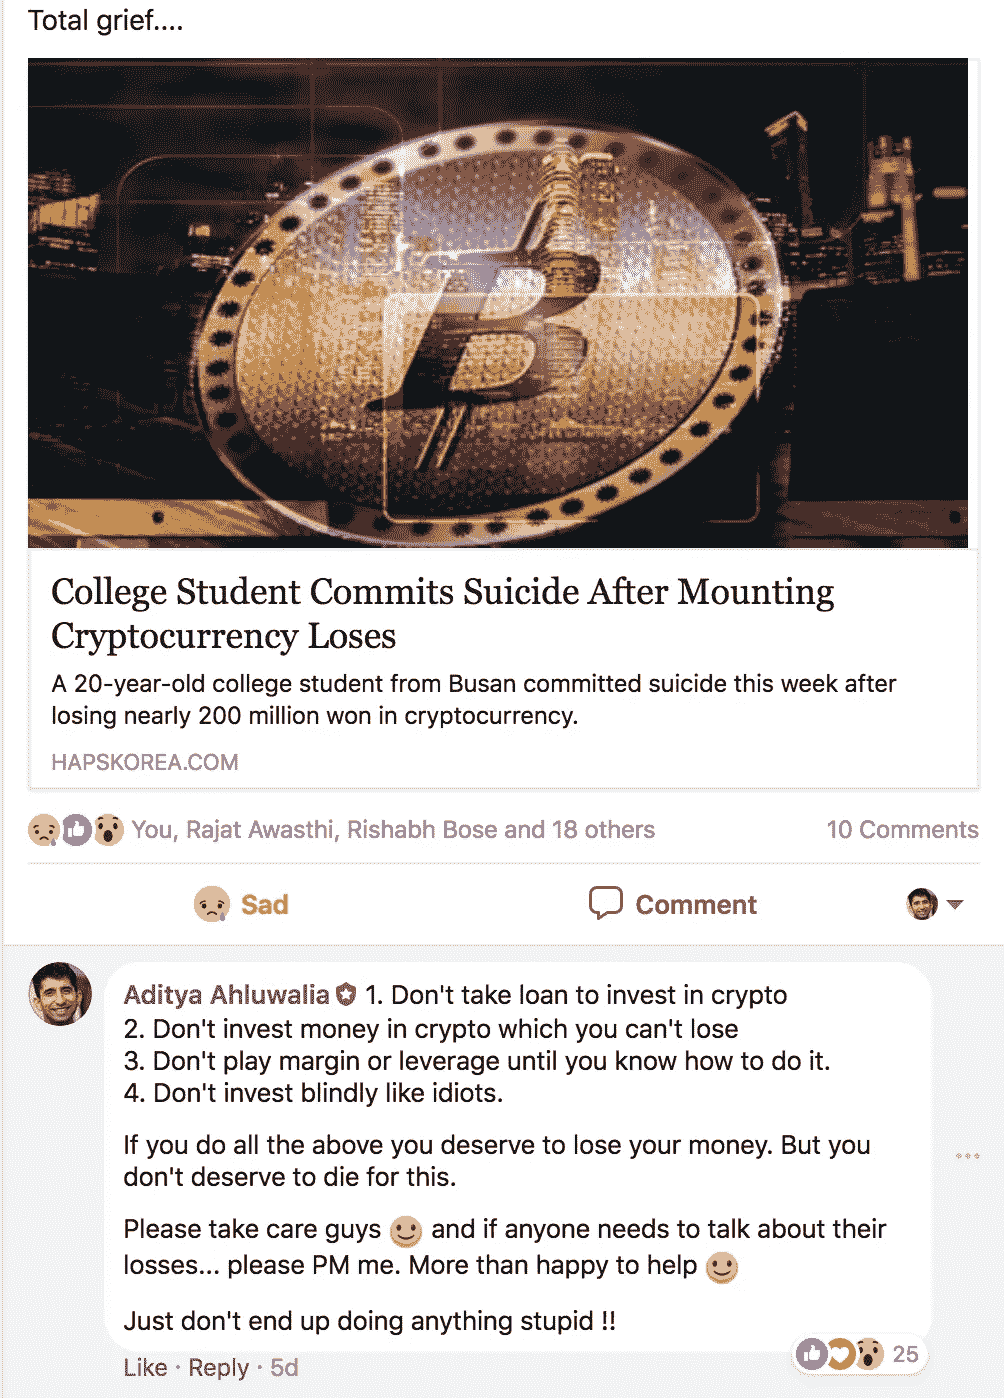 Total grief....
College Student Commits Suicide After Mounting
Cryptocurrency Loses
A 20-year-old college student from Busan committed suicide this week after
losing nearly 200 million won in cryptocurrency.
HAPSKOREA.COM
You, Rajat Awasthi, Rishabh Bose and 18 others 10 Comments
Sad Comment
Aditya Ahluwalia 1. Don't take loan to invest in crypto
2. Don't invest money in crypto which you can't lose
3. Don't play margin or leverage until you know how to do it.
4. Don't invest blindly like idiots.
If you do all the above you deserve to lose your money. But you
don't deserve to die for this.
Please take care guys 🙂 and if anyone needs to talk about their
losses... please PM me. More than happy to help 🙂
Just don't end up doing anything stupid !!
Like · Reply · 5d 25